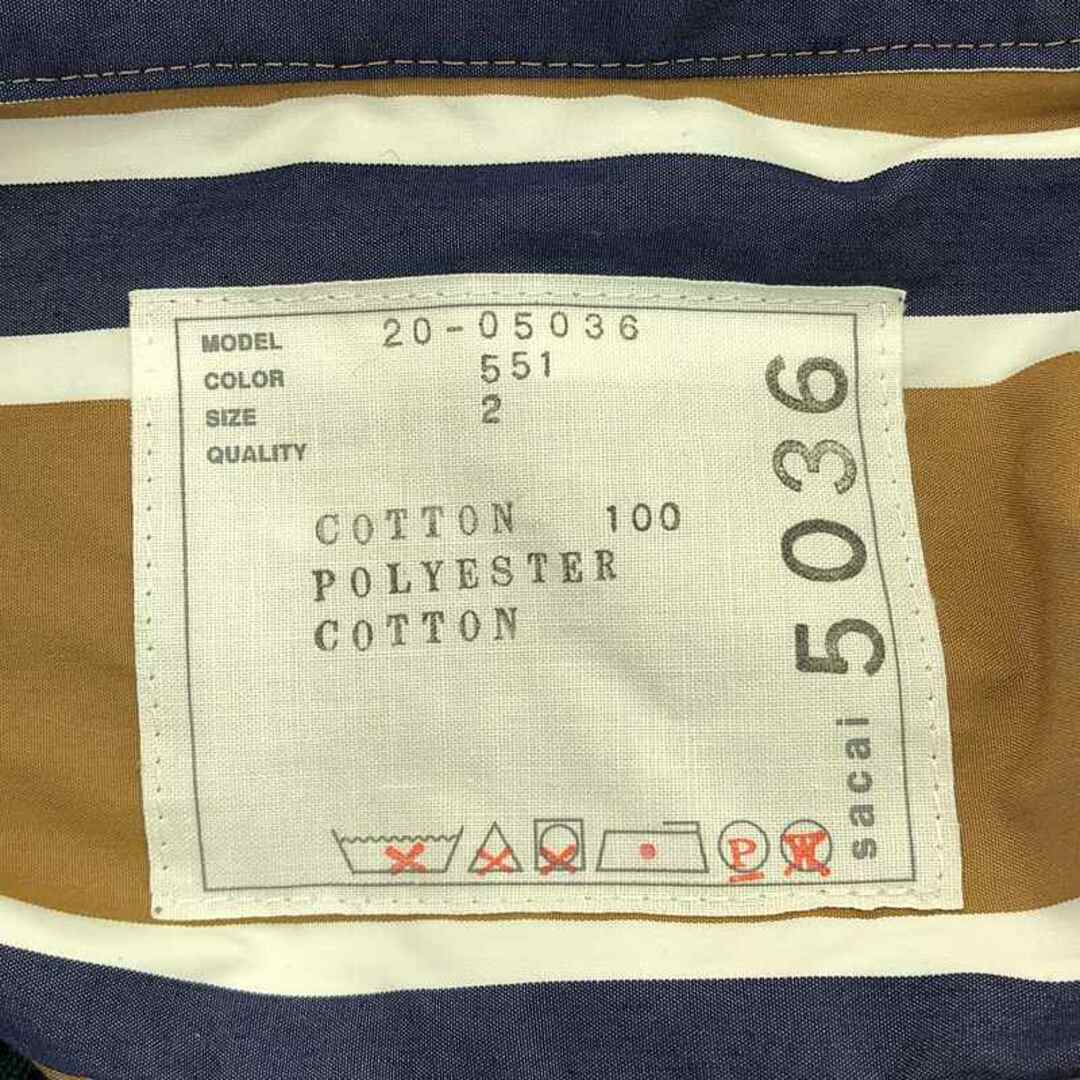 MODEL 20-05036
COLOR 551
SIZE 2
QUALITY
COTTON 100
POLYESTER
COTTON
P
W
sacai 5036